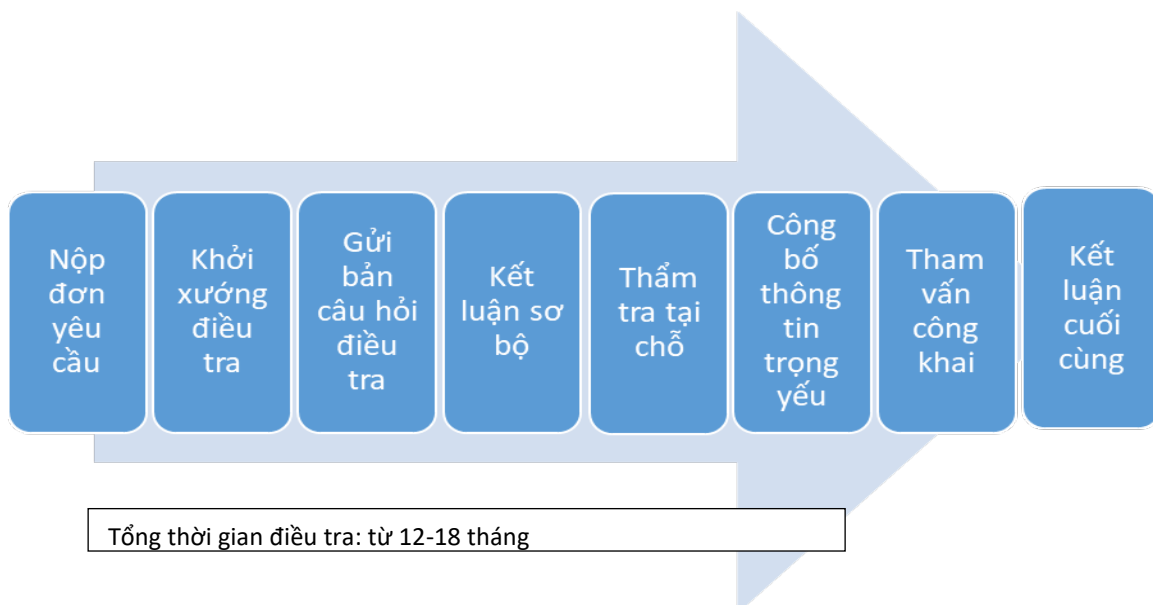 Nộp
đơn
yêu
cầu
Khởi
xướng
điều
tra
Gửi
bản
câu hỏi
điều
tra
Kết
luận sơ
bộ
Thẩm
tra tại
chỗ
Công
bố
thông
tin
trọng
yếu
Tham
vấn
công
khai
Kết
luận
cuối
cùng
Tổng thời gian điều tra: từ 12-18 tháng